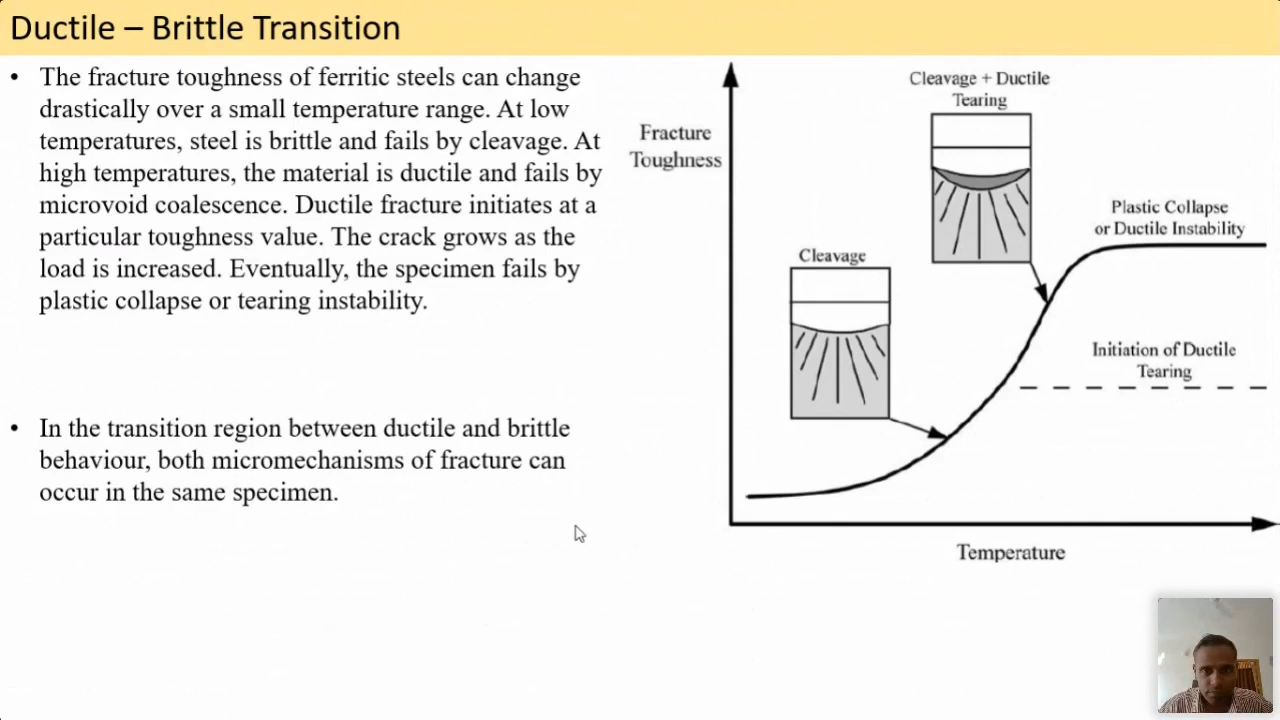 Ductile – Brittle Transition
• The fracture toughness of ferritic steels can change
drastically over a small temperature range. At low
temperatures, steel is brittle and fails by cleavage. At
high temperatures, the material is ductile and fails by
microvoid coalescence. Ductile fracture initiates at a
particular toughness value. The crack grows as the
load is increased. Eventually, the specimen fails by
plastic collapse or tearing instability.
• In the transition region between ductile and brittle
behaviour, both micromechanisms of fracture can
occur in the same specimen.
Fracture
Toughness
Cleavage + Ductile
Tearing
Cleavage
Plastic Collapse
or Ductile Instability
Initiation of Ductile
Tearing
Temperature